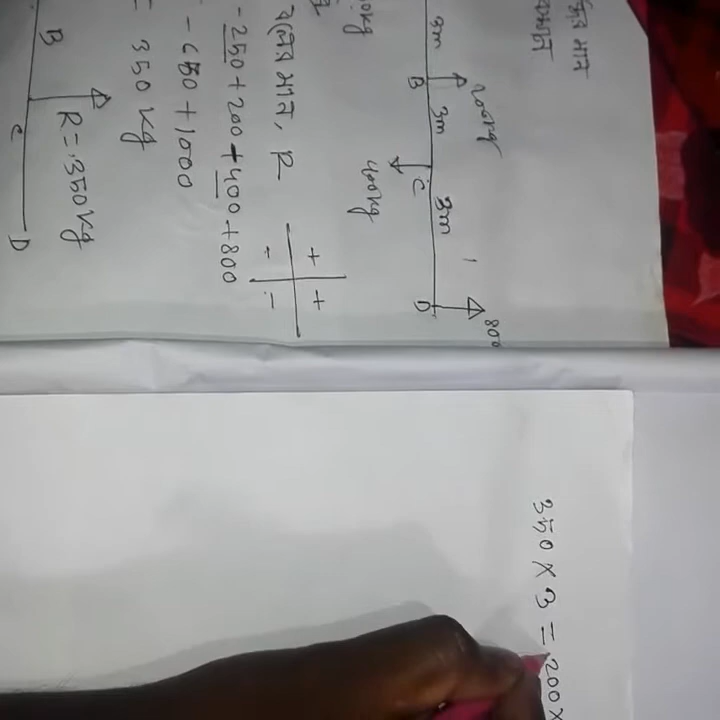 3m
B
3m
C
3m
D
200kg
400kg
800
মান, R
-250+200+400+800
- 650 + 1000
= 350 kg
+ +
- -
R = 350 kg
B
C
D
350 × 3 = 200×